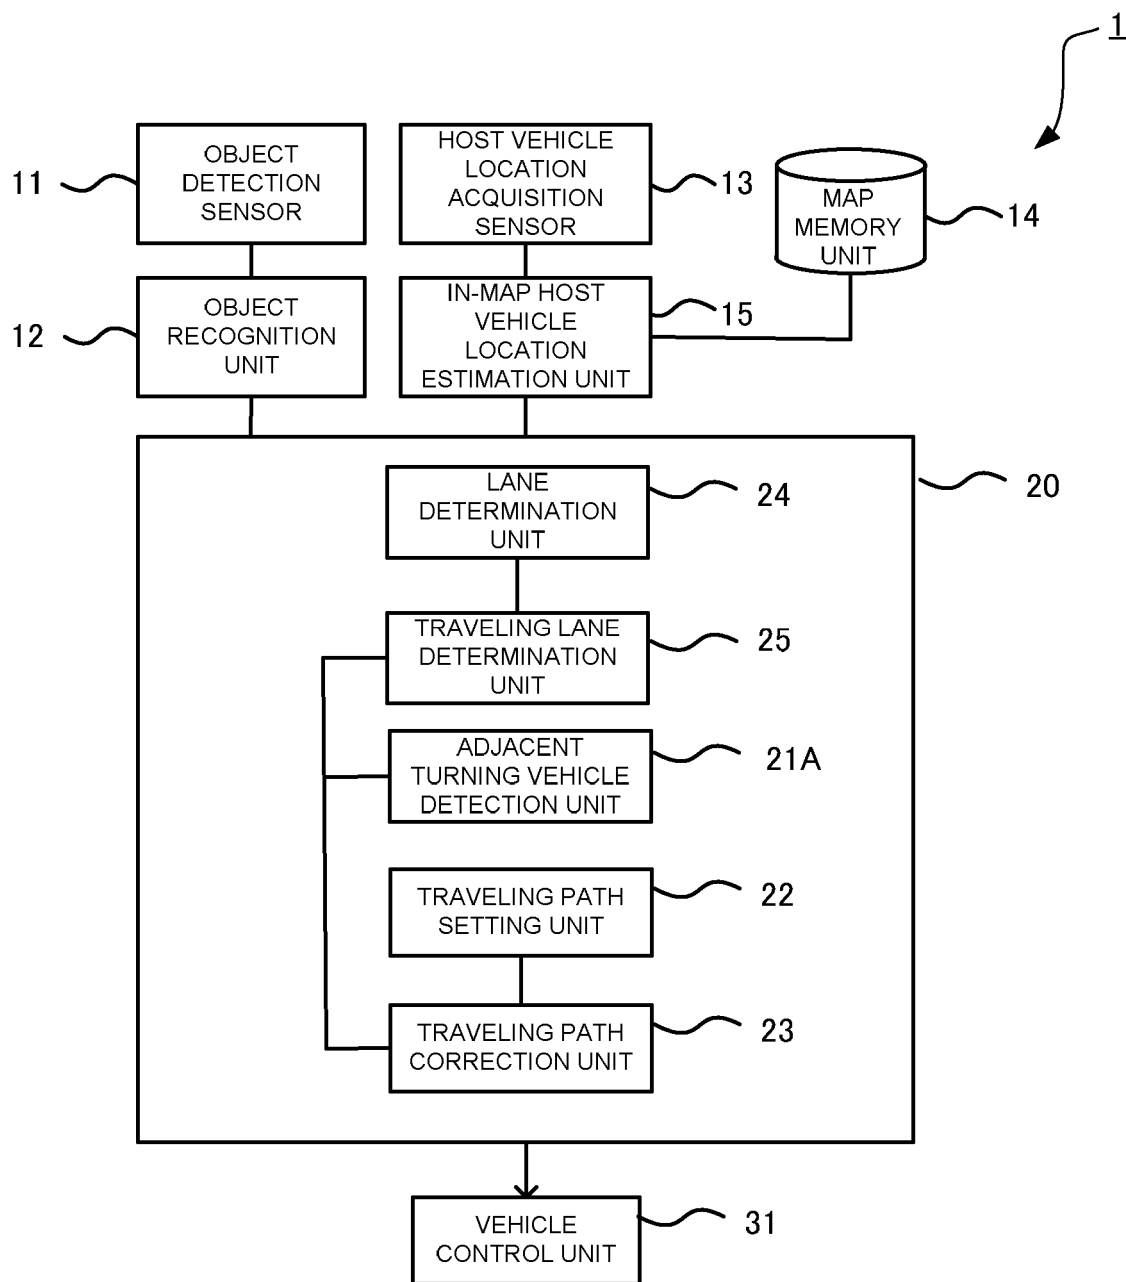 1
11
OBJECT
DETECTION
SENSOR
HOST VEHICLE
LOCATION
ACQUISITION
SENSOR
13
MAP
MEMORY
UNIT
14
12
OBJECT
RECOGNITION
UNIT
IN-MAP HOST
VEHICLE
LOCATION
ESTIMATION UNIT
15
20
LANE
DETERMINATION
UNIT
24
TRAVELING LANE
DETERMINATION
UNIT
25
ADJACENT
TURNING VEHICLE
DETECTION UNIT
21A
TRAVELING PATH
SETTING UNIT
22
TRAVELING PATH
CORRECTION UNIT
23
VEHICLE
CONTROL UNIT
31